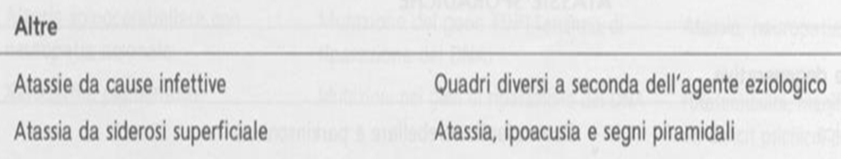 Altre
Atassie da cause infettive Quadri diversi a seconda dell'agente eziologico
Atassia da siderosi superficiale Atassia, ipoacusia e segni piramidali